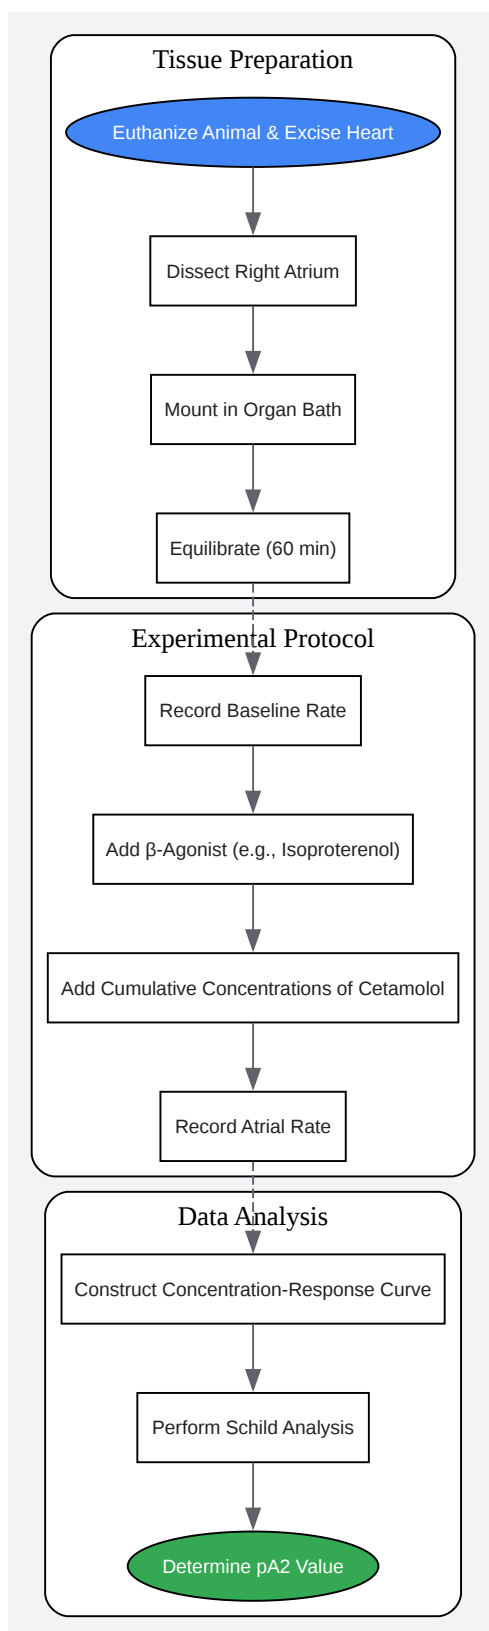 Tissue Preparation
Euthanize Animal & Excise Heart
Dissect Right Atrium
Mount in Organ Bath
Equilibrate (60 min)
Experimental Protocol
Record Baseline Rate
Add β-Agonist (e.g., Isoproterenol)
Add Cumulative Concentrations of Cetamolol
Record Atrial Rate
Data Analysis
Construct Concentration-Response Curve
Perform Schild Analysis
Determine pA2 Value